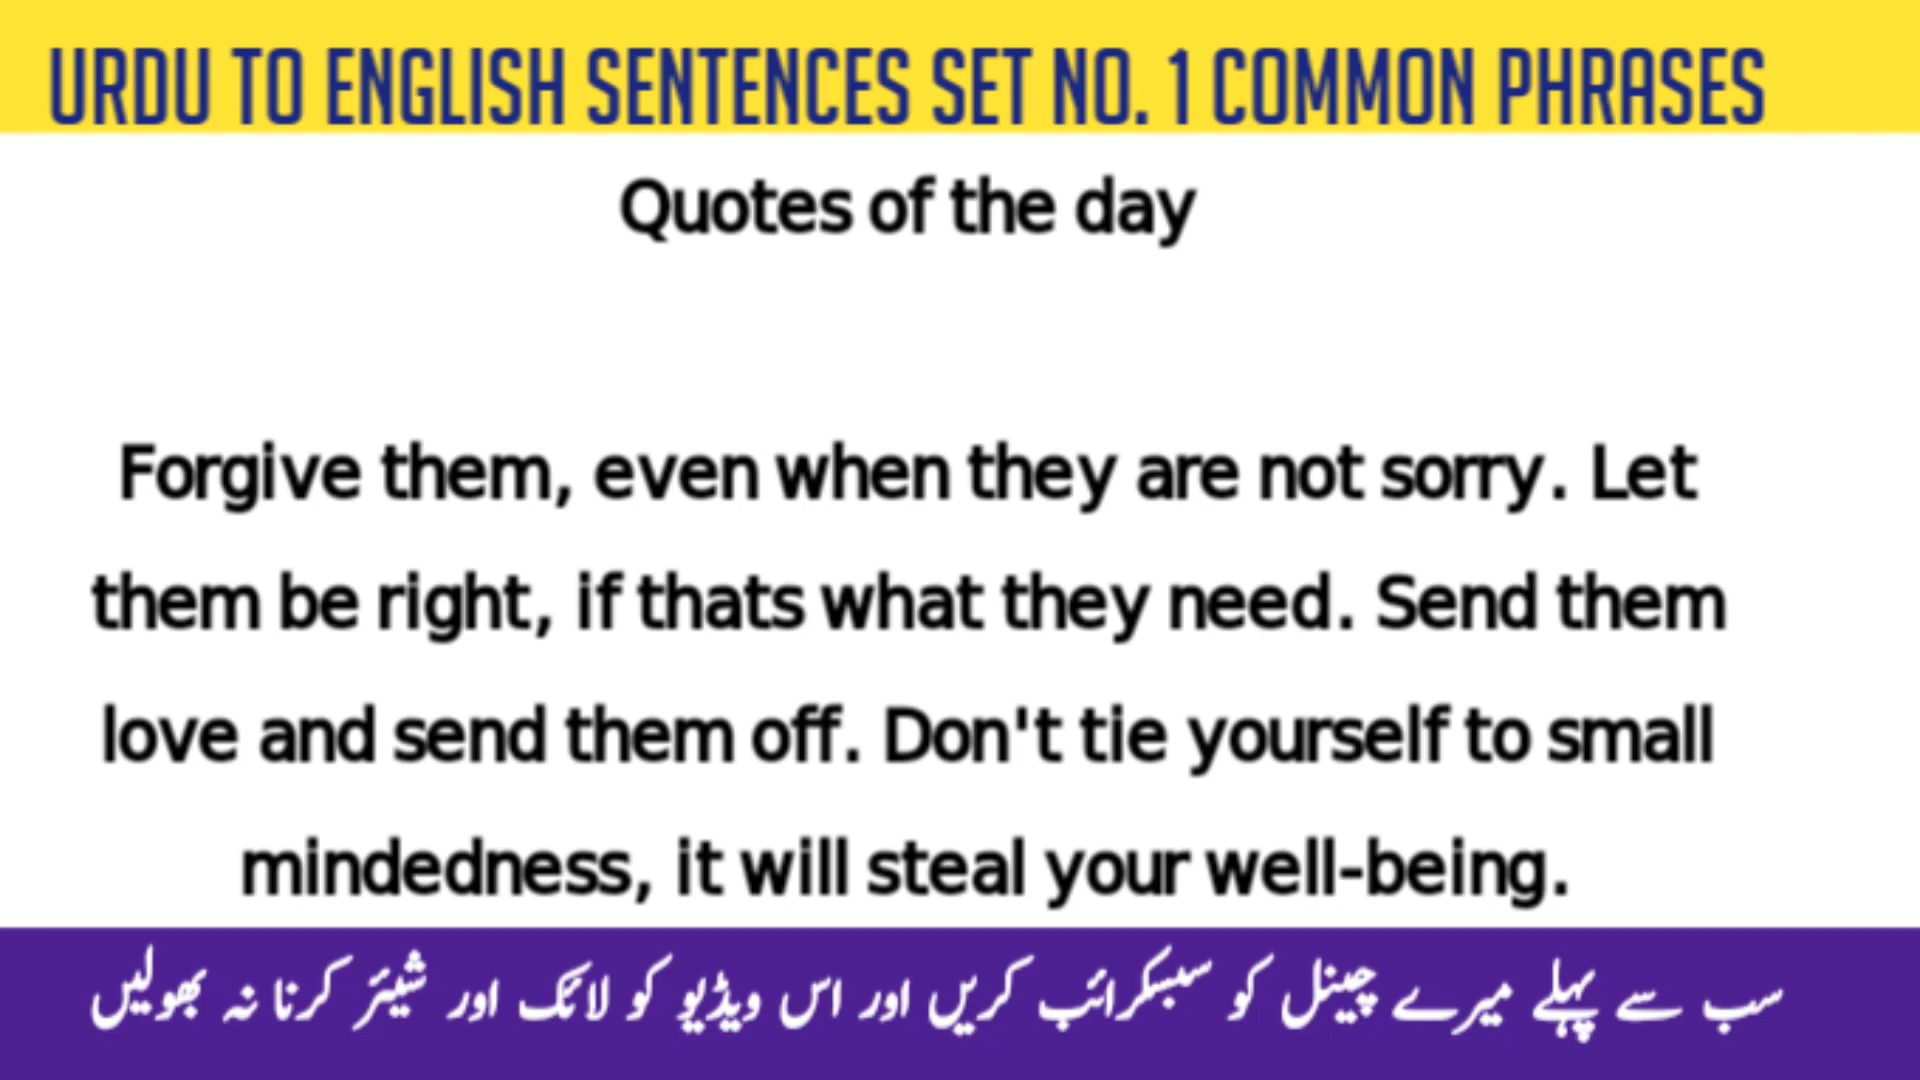 URDU TO ENGLISH SENTENCES SET NO. 1 COMMON PHRASES
Quotes of the day
Forgive them, even when they are not sorry. Let
them be right, if thats what they need. Send them
love and send them off. Don't tie yourself to small
mindedness, it will steal your well-being.
سب سے پہلے میرے چینل کو سبسکرائب کریں اور اس ویڈیو کو لائک اور شیئر کرنا نہ بھولیں